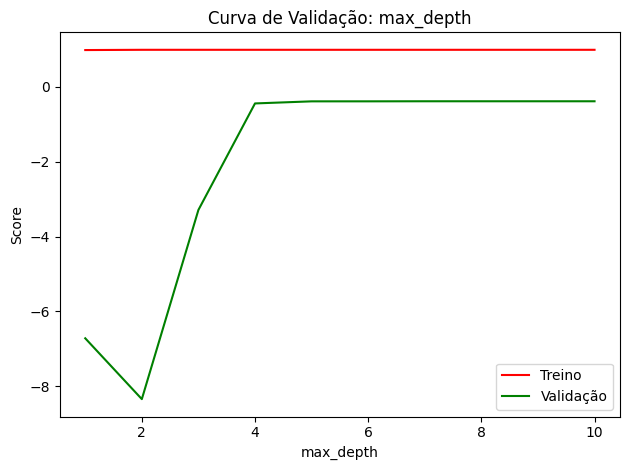 Curva de Validação: max_depth
Score
0
−2
−4
−6
−8
2
4
6
8
10
max_depth
Treino
Validação